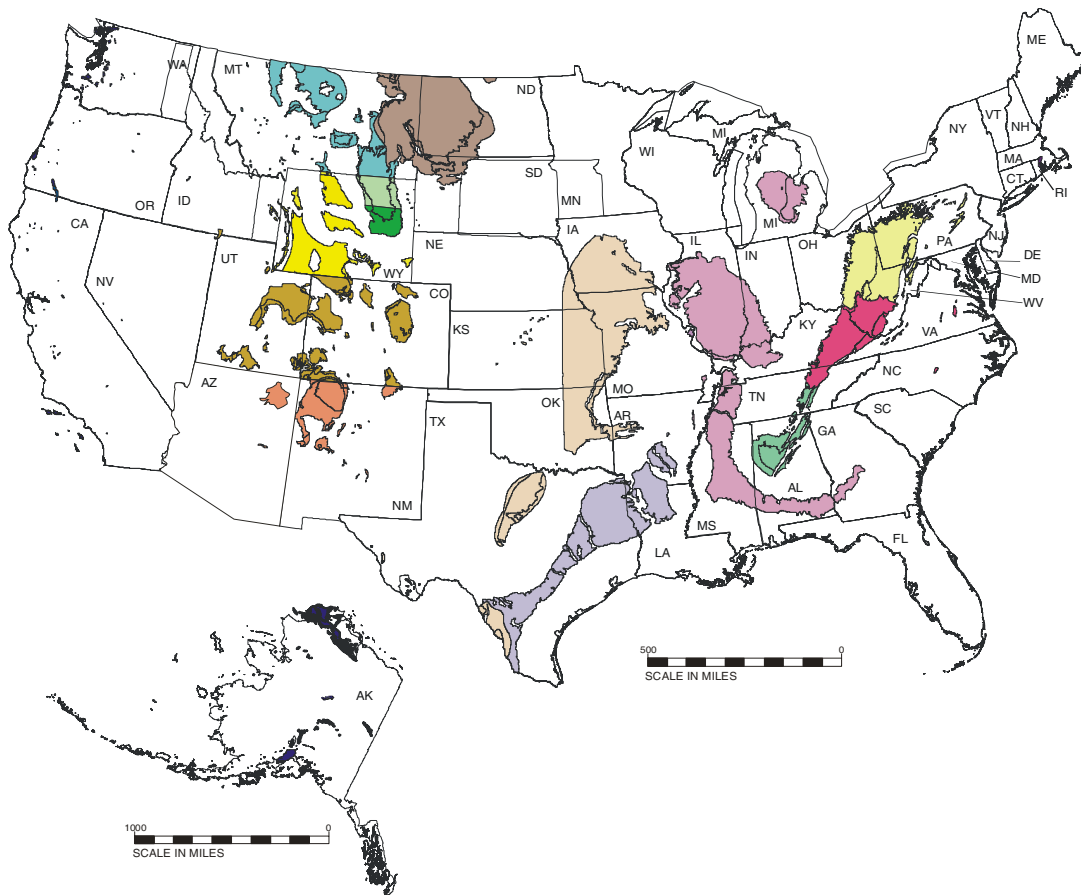 ME
WA
MT
ND
VT
NY
NH
MI
WI
MA
CT
RI
SD
ID
OR
MN
CA
IA
MI
IL
OH
PA
NJ
NE
IN
UT
DE
WY
NV
MD
CO
WV
KS
KY
VA
NC
AZ
MO
OK
TN
AR
SC
TX
GA
AL
NM
MS
FL
LA
500 0
SCALE IN MILES
AK
1000 0
SCALE IN MILES